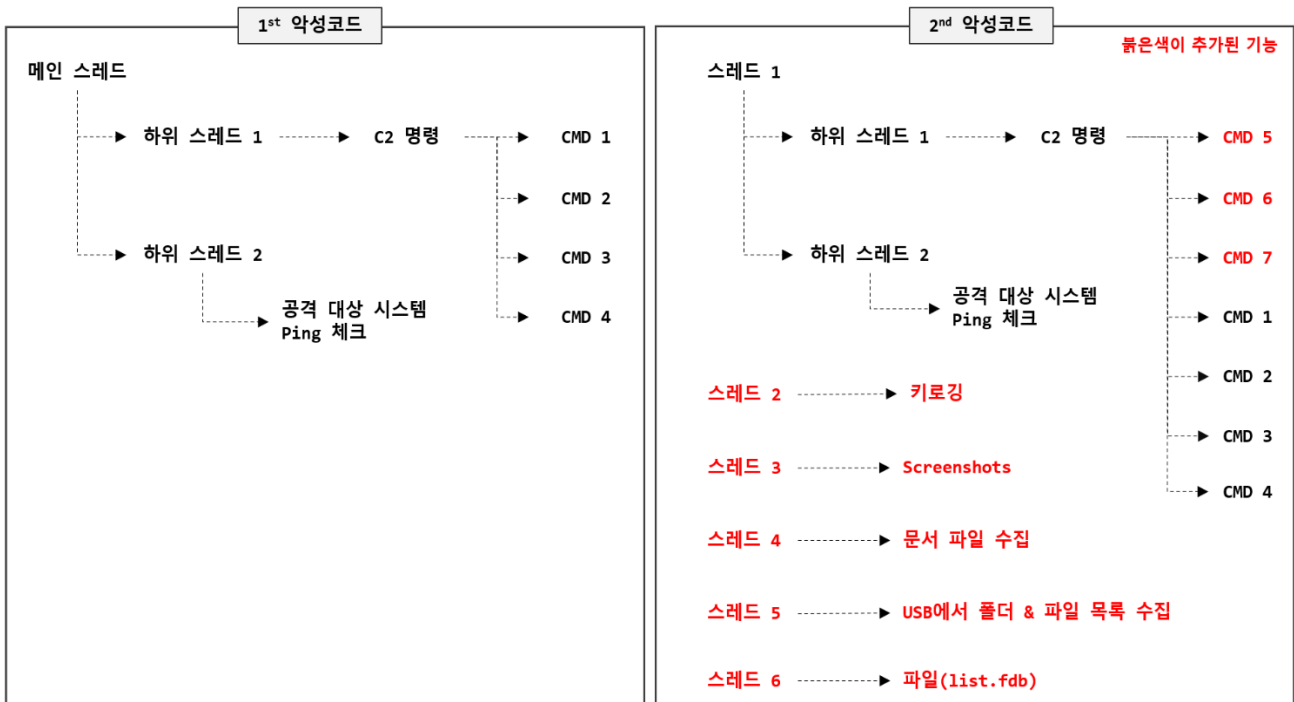 1st 악성코드
메인 스레드
하위 스레드 1
C2 명령
CMD 1
CMD 2
하위 스레드 2
CMD 3
공격 대상 시스템
Ping 체크
CMD 4
2nd 악성코드
붉은색이 추가된 기능
스레드 1
하위 스레드 1
C2 명령
CMD 5
CMD 6
하위 스레드 2
CMD 7
공격 대상 시스템
Ping 체크
CMD 1
CMD 2
스레드 2
키로깅
CMD 3
스레드 3
Screenshots
CMD 4
스레드 4
문서 파일 수집
스레드 5
USB에서 폴더 & 파일 목록 수집
스레드 6
파일(list.fdb)